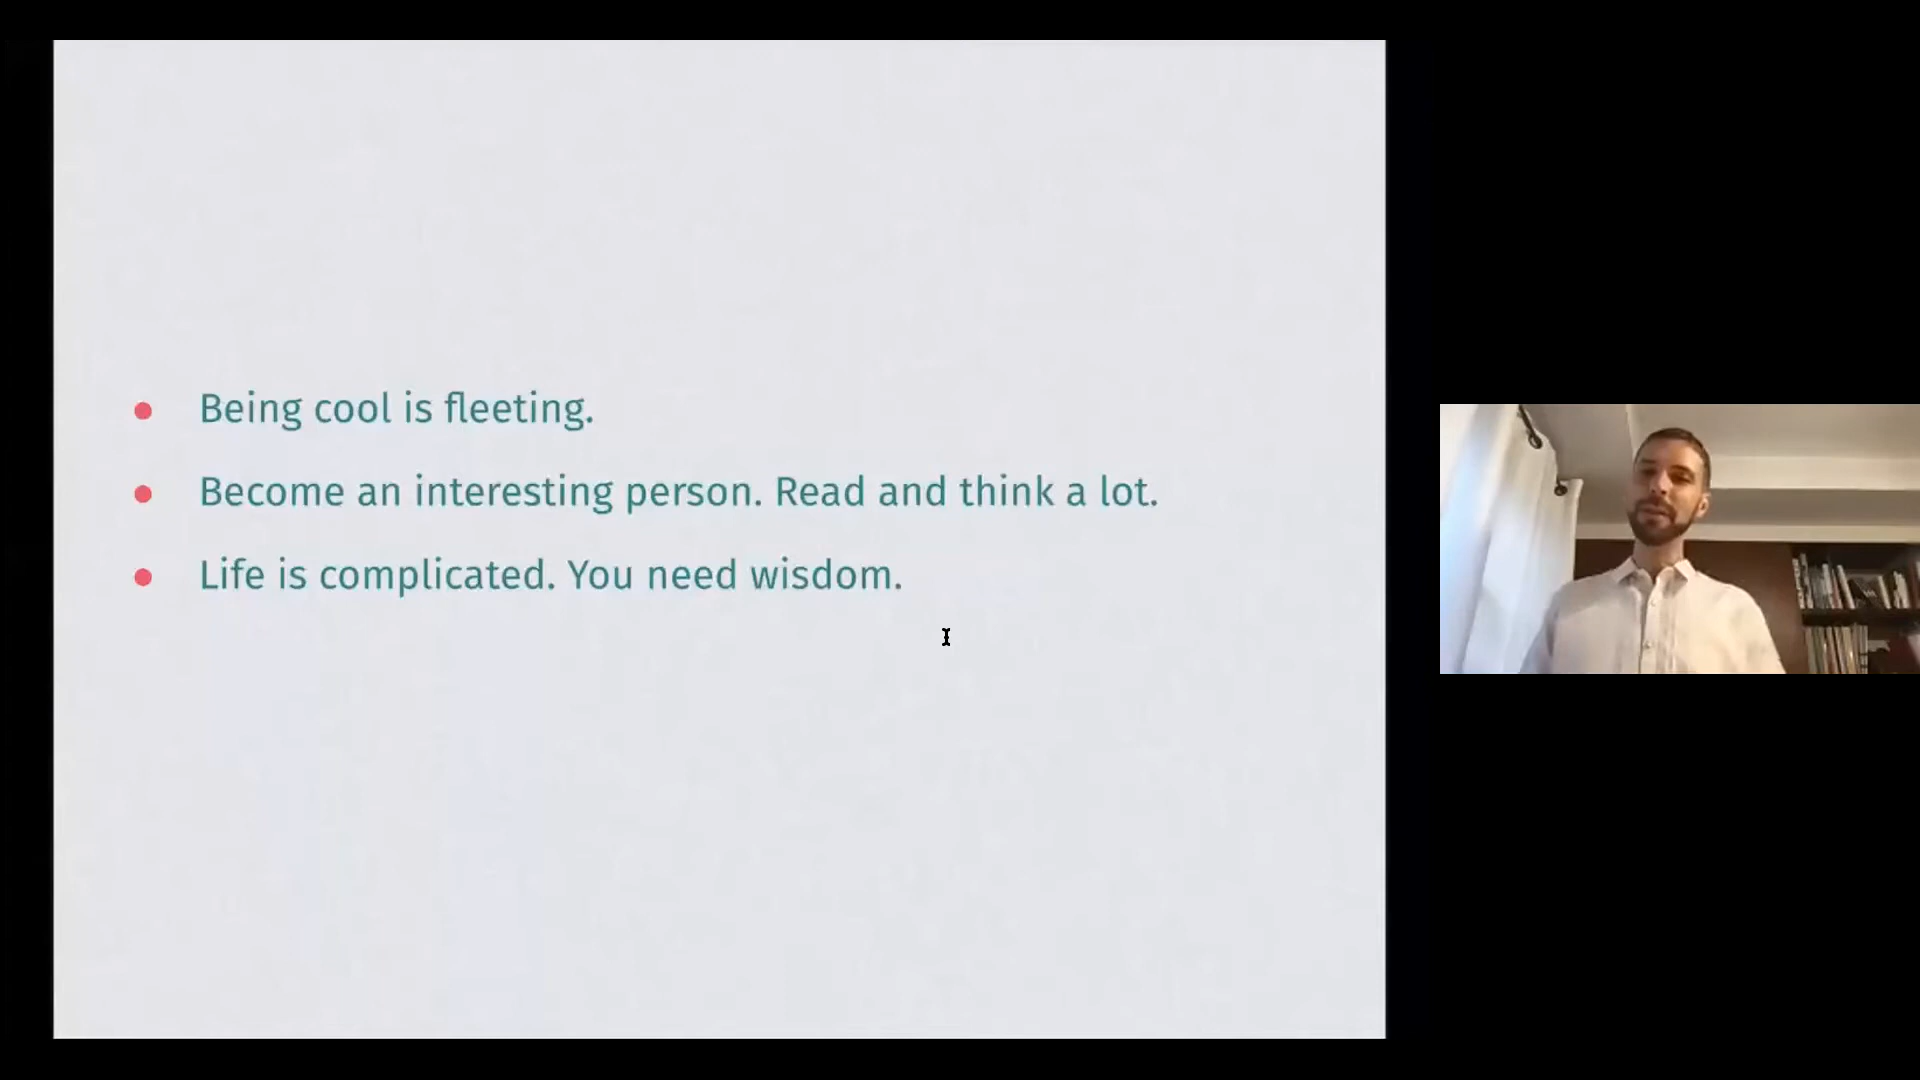 Being cool is fleeting.
Become an interesting person. Read and think a lot.
Life is complicated. You need wisdom.